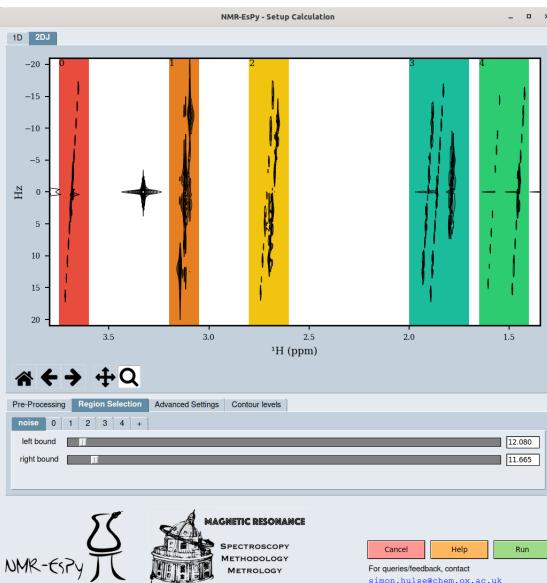 NMR-EsPy - Setup Calculation
1D 2DJ
0 1 2 3 4
−20
−15
−10
−5
0
5
10
15
20
Hz
3.5 3.0 2.5 2.0 1.5
¹H (ppm)
Pre-Processing Region Selection Advanced Settings Contour levels
noise 0 1 2 3 4 +
left bound 12.080
right bound 11.665
NMR-EsPy
MAGNETIC RESONANCE
SPECTROSCOPY
METHODOLOGY
METROLOGY
Cancel Help Run
For queries/feedback, contact
simon.hulse@chem.ox.ac.uk